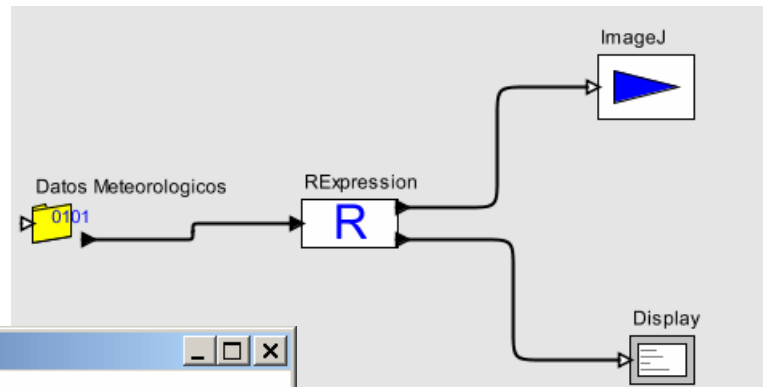 ImageJ
Datos Meteorologicos
0101
RExpression
R
Display